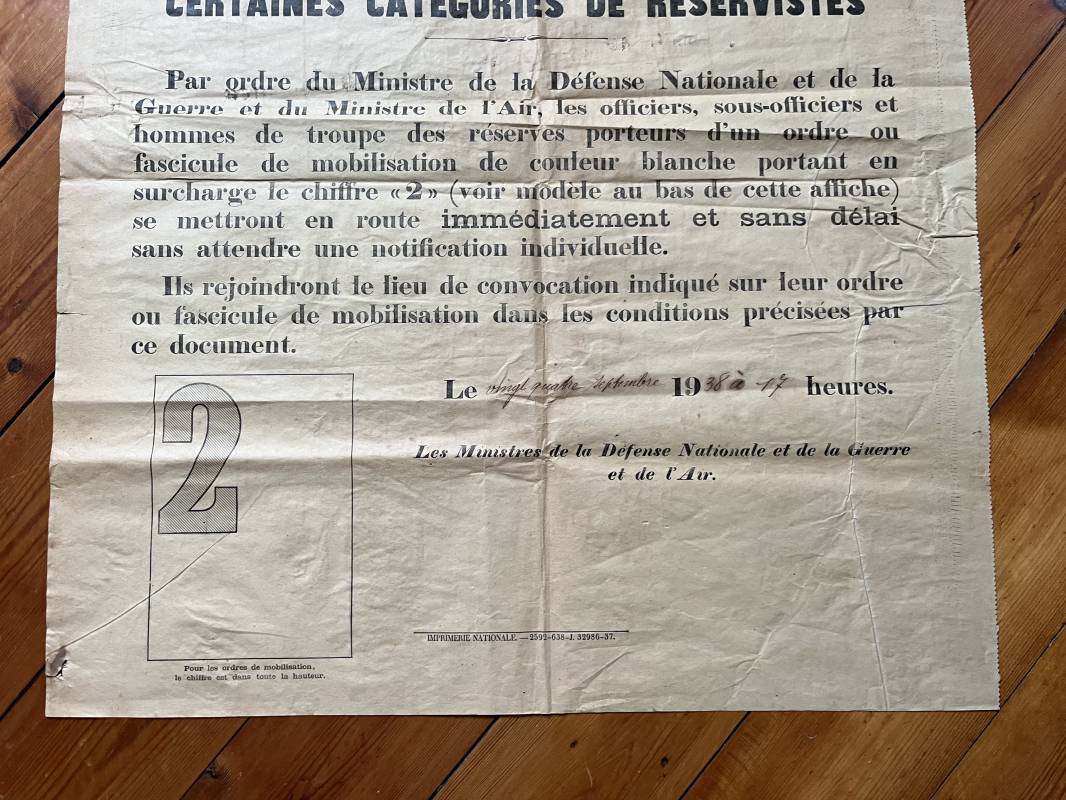 CERTAINES CATÉGORIES DE RÉSERVISTES
Par ordre du Ministre de la Défense Nationale et de la
Guerre et du Ministre de l'Air, les officiers, sous-officiers et
hommes de troupe des réserves porteurs d'un ordre ou
fascicule de mobilisation de couleur blanche portant en
surcharge le chiffre «2» (voir modèle au bas de cette affiche)
se mettront en route immédiatement et sans délai
sans attendre une notification individuelle.
Ils rejoindront le lieu de convocation indiqué sur leur ordre
ou fascicule de mobilisation dans les conditions précisées par
ce document.
2
Le vingt quatre septembre 1938 à 17 heures.
Les Ministres de la Défense Nationale et de la Guerre
et de l'Air.
IMPRIMERIE NATIONALE. — 2592-638-J. 32986-37.
Pour les ordres de mobilisation,
le chiffre est dans toute la hauteur.